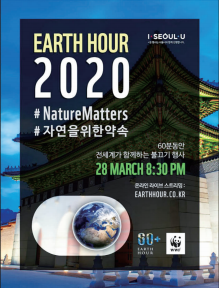 I·SEOUL·U
EARTH HOUR
2020
# NatureMatters
# 자연을위한약속
60분동안
전세계가 함께하는 불끄기 행사
28 MARCH 8:30 PM
온라인 라이브 스트리밍 :
EARTHHOUR.CO.KR
60+
EARTH
HOUR
WWF